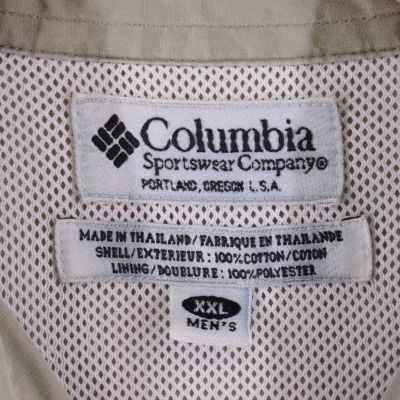 Columbia
Sportswear Company®
PORTLAND, OREGON U.S.A.
MADE IN THAILAND/FABRIQUE EN THAILANDE
SHELL/EXTERIEUR : 100% COTTON/COTON
LINING/DOUBLURE : 100% POLYESTER
XXL
MEN'S